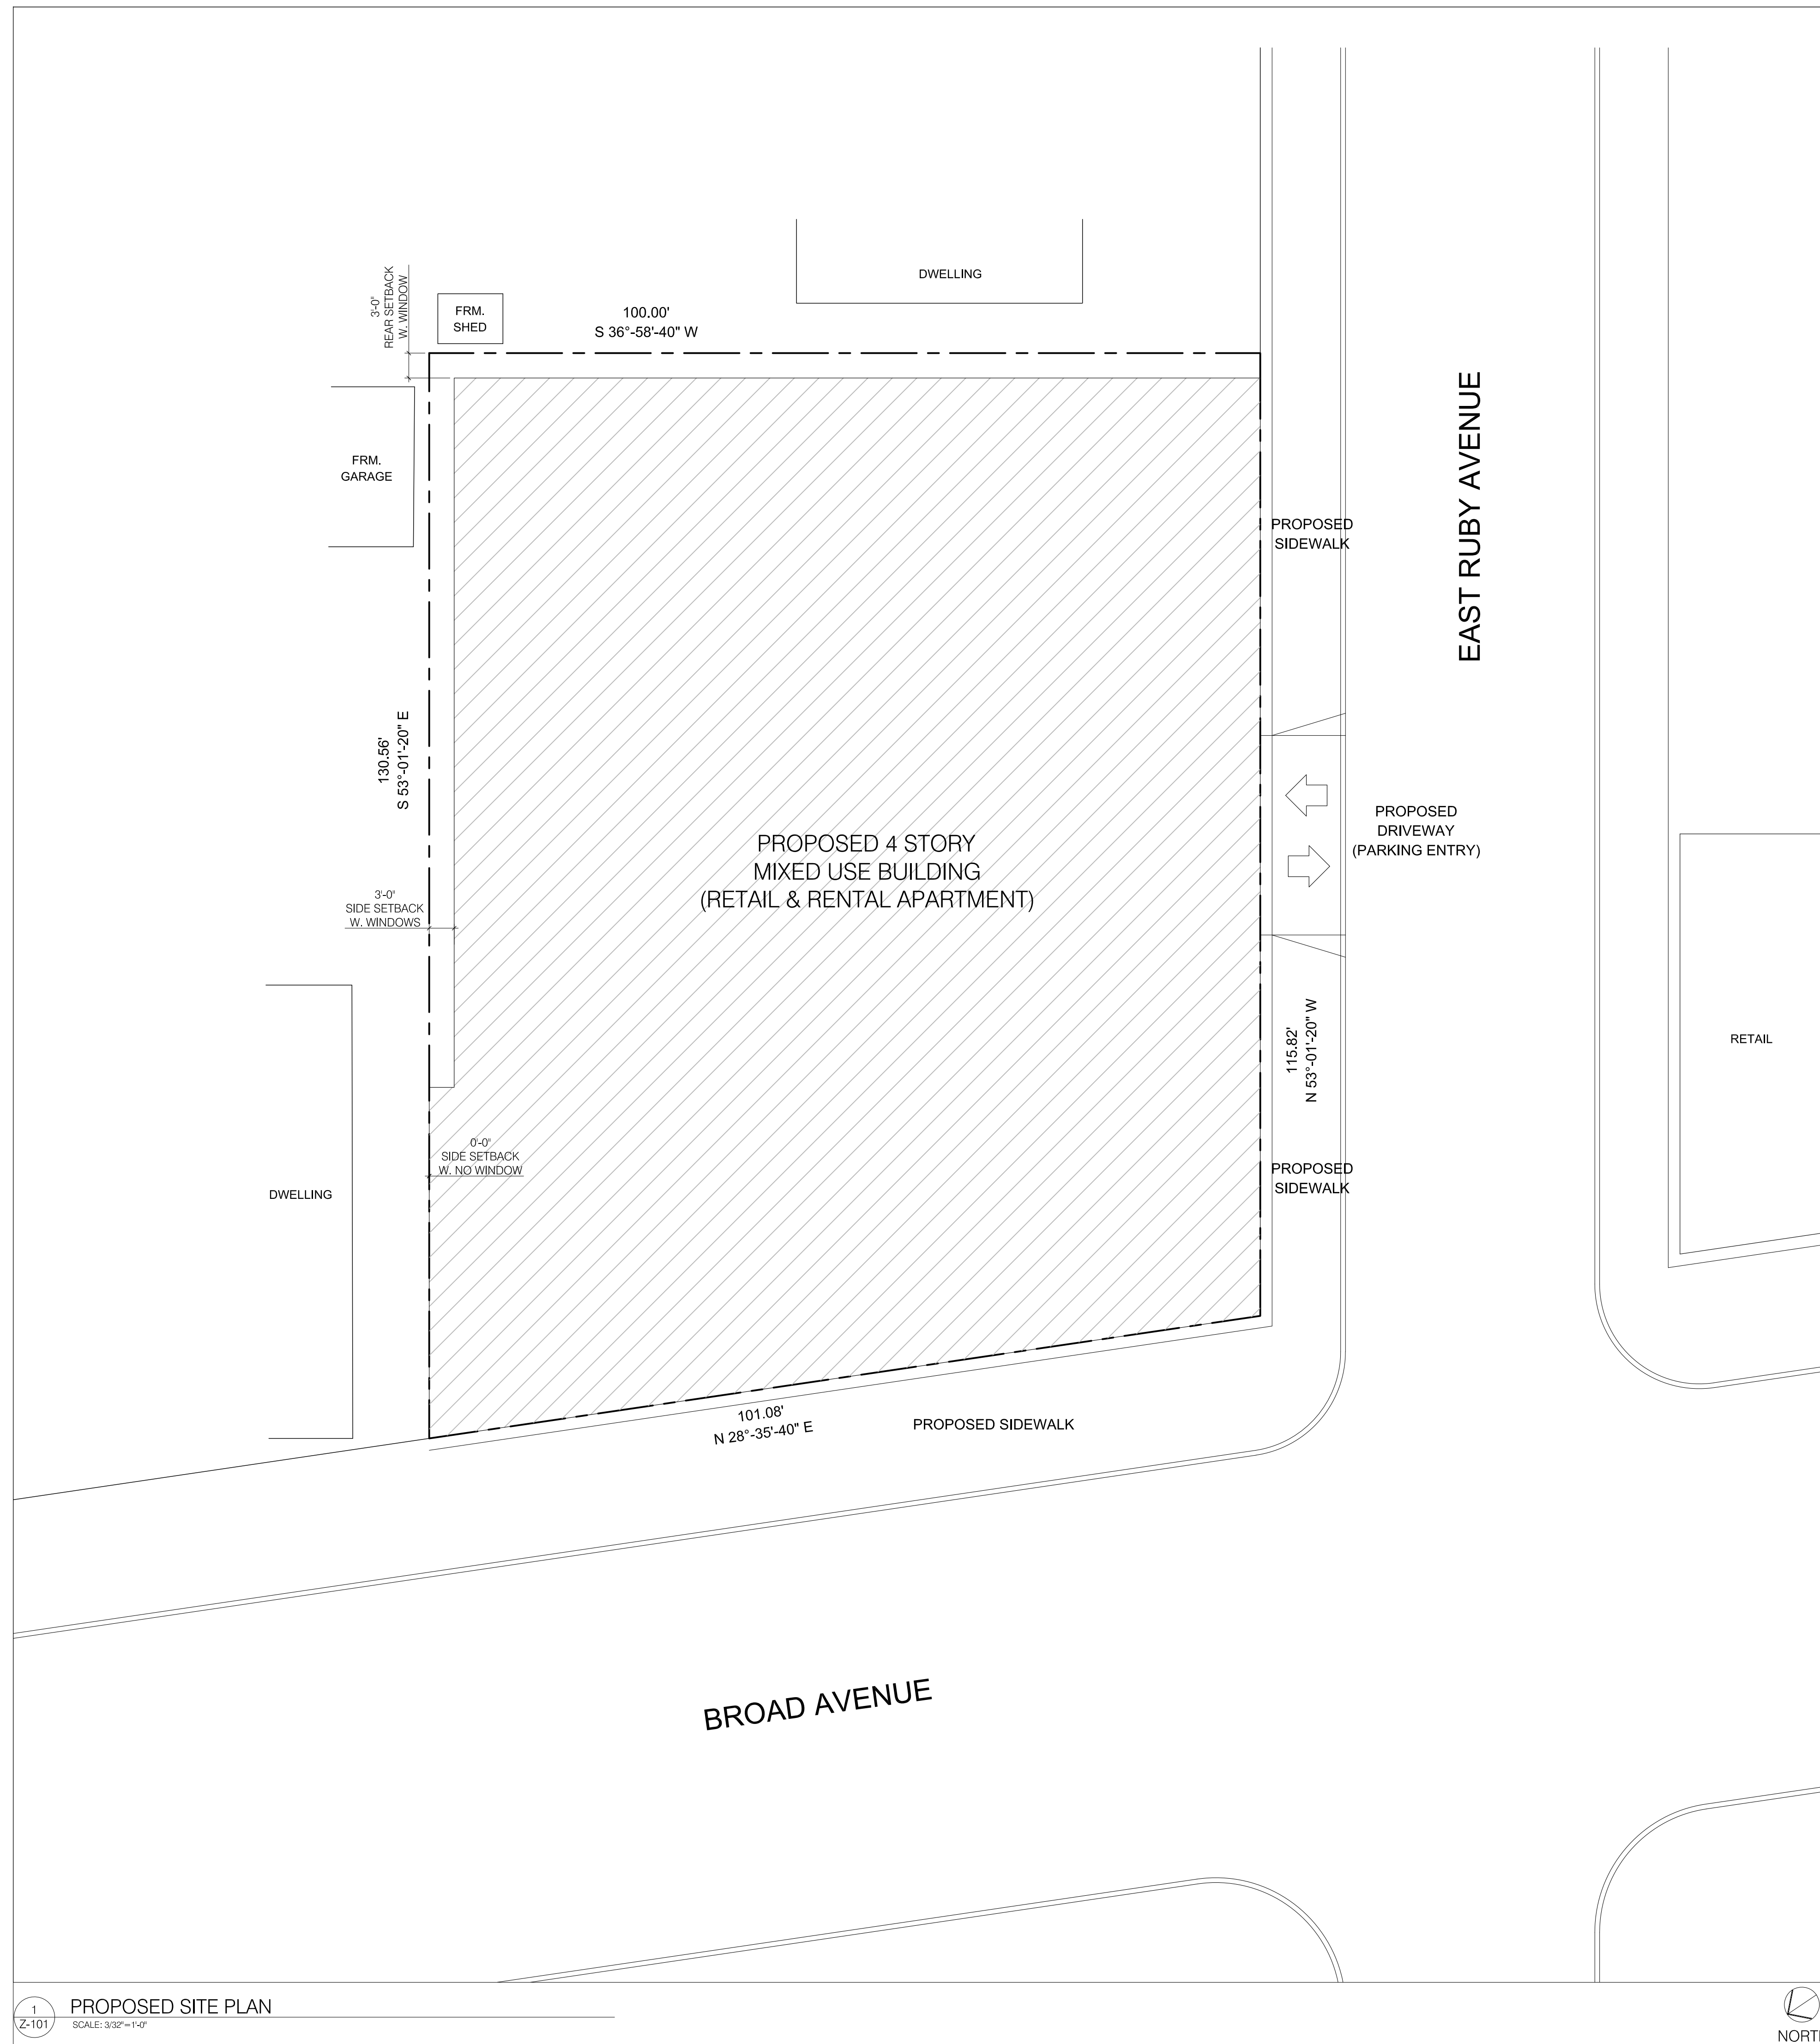 DWELLING
3'-0"
REAR SETBACK
W. WINDOW
FRM.
SHED
100.00'
S 36°-58'-40" W
FRM.
GARAGE
EAST RUBY AVENUE
PROPOSED
SIDEWALK
130.56'
S 53°-01'-20" E
PROPOSED
DRIVEWAY
(PARKING ENTRY)
PROPOSED 4 STORY
MIXED USE BUILDING
(RETAIL & RENTAL APARTMENT)
3'-0"
SIDE SETBACK
W. WINDOWS
115.82'
N 53°-01'-20" W
RETAIL
0'-0"
SIDE SETBACK
W. NO WINDOW
DWELLING
PROPOSED
SIDEWALK
101.08'
N 28°-35'-40" E
PROPOSED SIDEWALK
BROAD AVENUE
1
Z-101
PROPOSED SITE PLAN
SCALE: 3/32"=1'-0"
NORT